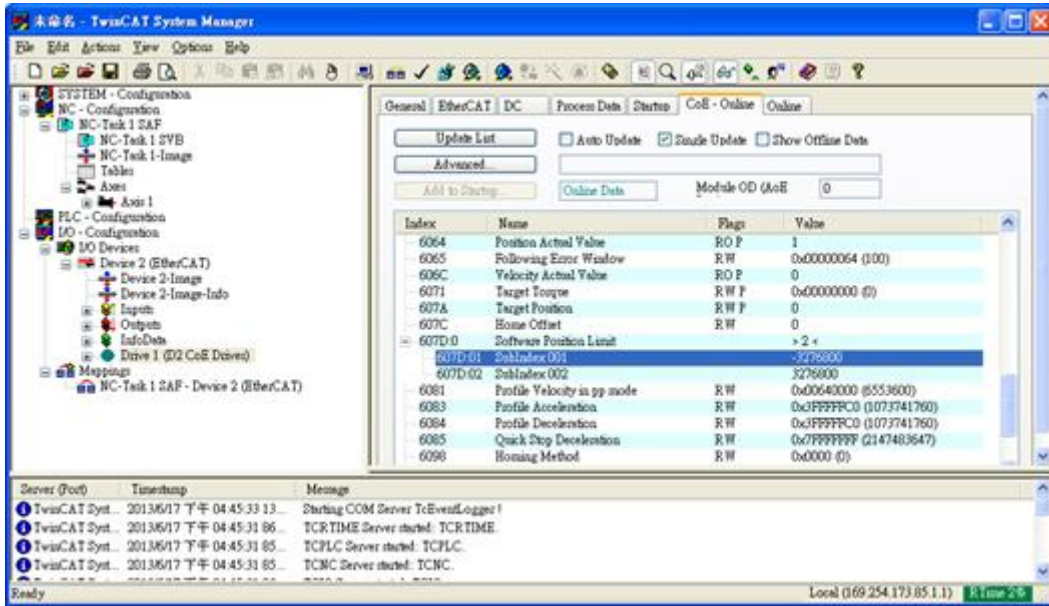 未命名 - TwinCAT System Manager
File Edit Actions View Options Help
SYSTEM - Configuration
NC - Configuration
NC-Task 1 SAF
NC-Task 1 SVB
NC-Task 1-Image
Tables
Axes
Axis 1
PLC - Configuration
I/O - Configuration
I/O Devices
Device 2 (EtherCAT)
Device 2-Image
Device 2-Image-Info
Inputs
Outputs
InfoData
Drive 1 (D2 CoE Drives)
Mappings
NC-Task 1 SAF - Device 2 (EtherCAT)
General EtherCAT DC Process Data Startup CoE - Online Online
Update List Auto Update Single Update Show Offline Data
Advanced...
Add to Startup... Online Data Module OD (AoE 0
Index Name Flags Value
6064 Position Actual Value RO P 1
6065 Following Error Window RW 0x00000064 (100)
606C Velocity Actual Value RO P 0
6071 Target Torque RW P 0x00000000 (0)
607A Target Position RW P 0
607C Home Offset RW 0
607D:0 Software Position Limit > 2 <
607D:01 SubIndex 001 -3276800
607D:02 SubIndex 002 3276800
6081 Profile Velocity in pp mode RW 0x00640000 (6553600)
6083 Profile Acceleration RW 0x3FFFFFC0 (1073741760)
6084 Profile Deceleration RW 0x3FFFFFC0 (1073741760)
6085 Quick Stop Deceleration RW 0x7FFFFFFF (2147483647)
6098 Homing Method RW 0x0000 (0)
Server (Port) Timestamp Message
TwinCAT Syst... 2013/6/17 下午 04:45:33 13... Starting COM Server TcEventLogger !
TwinCAT Syst... 2013/6/17 下午 04:45:31 86... TCRTIME Server started: TCRTIME.
TwinCAT Syst... 2013/6/17 下午 04:45:31 85... TCPLC Server started: TCPLC.
TwinCAT Syst... 2013/6/17 下午 04:45:31 85... TCNC Server started: TCNC.
Ready Local (169.254.173.85.1.1) RTime 2%